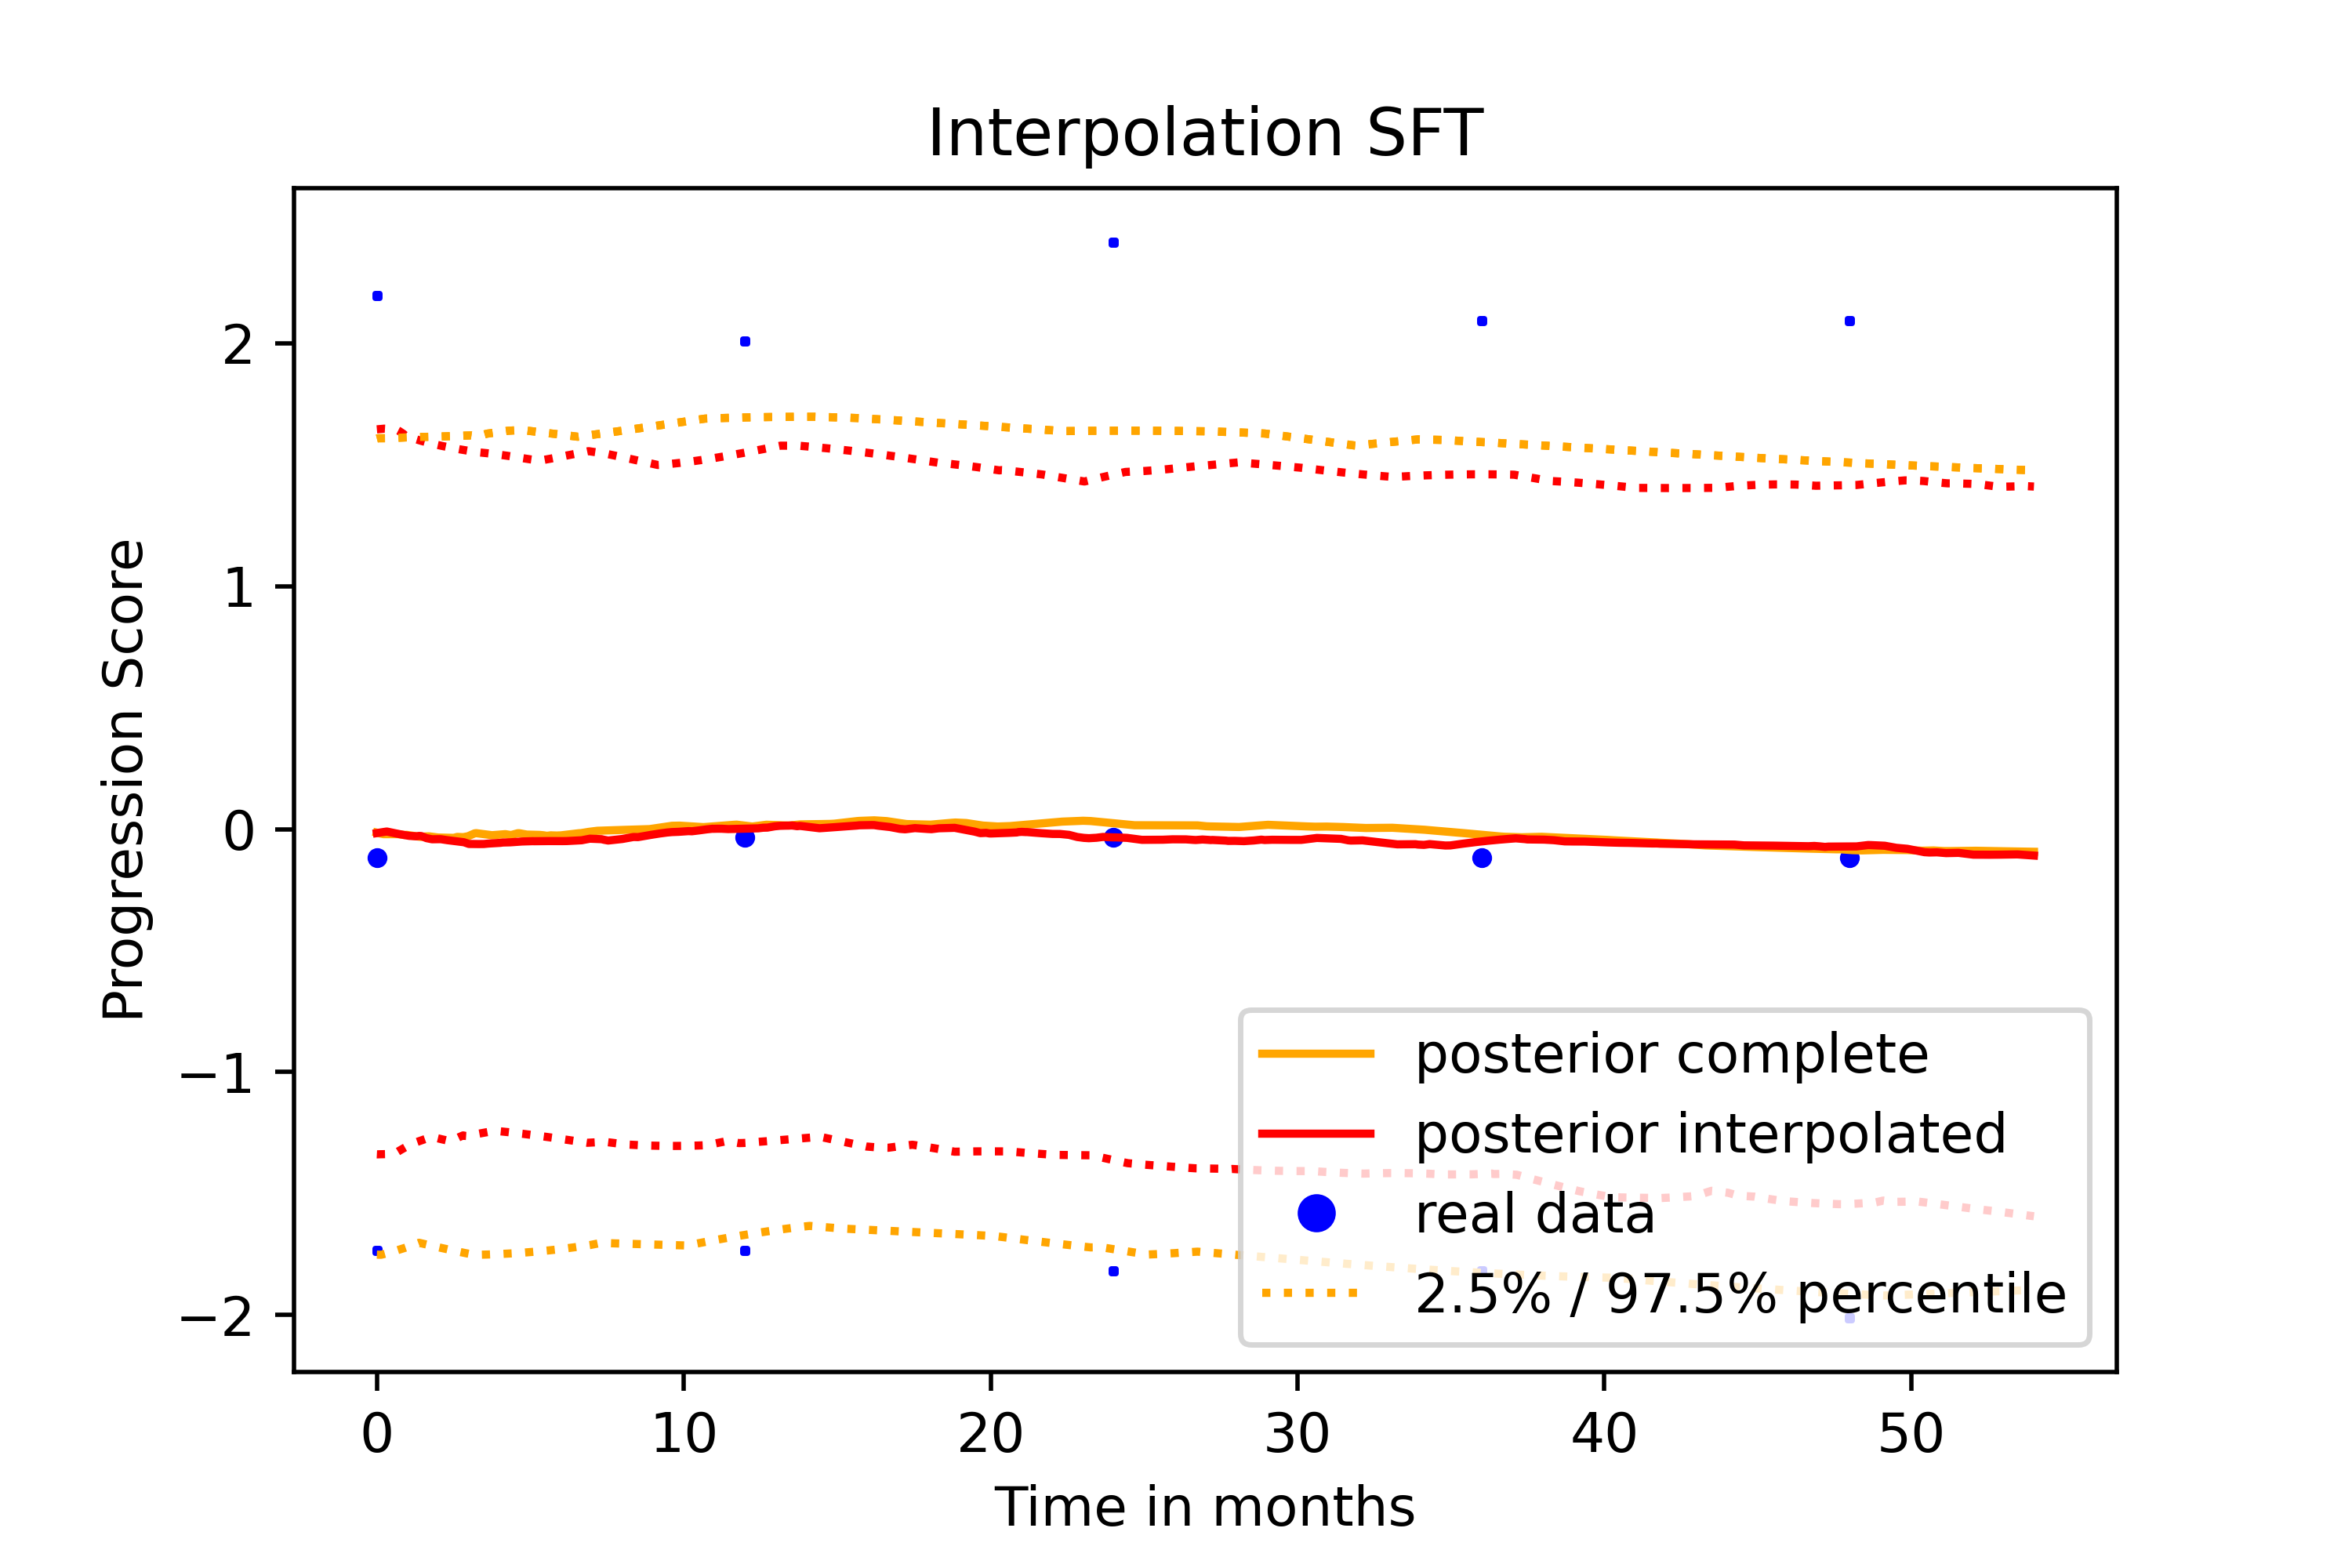 Interpolation SFT
Progression Score
2
1
0
−1
−2
posterior complete
posterior interpolated
real data
2.5% / 97.5% percentile
0 10 20 30 40 50
Time in months